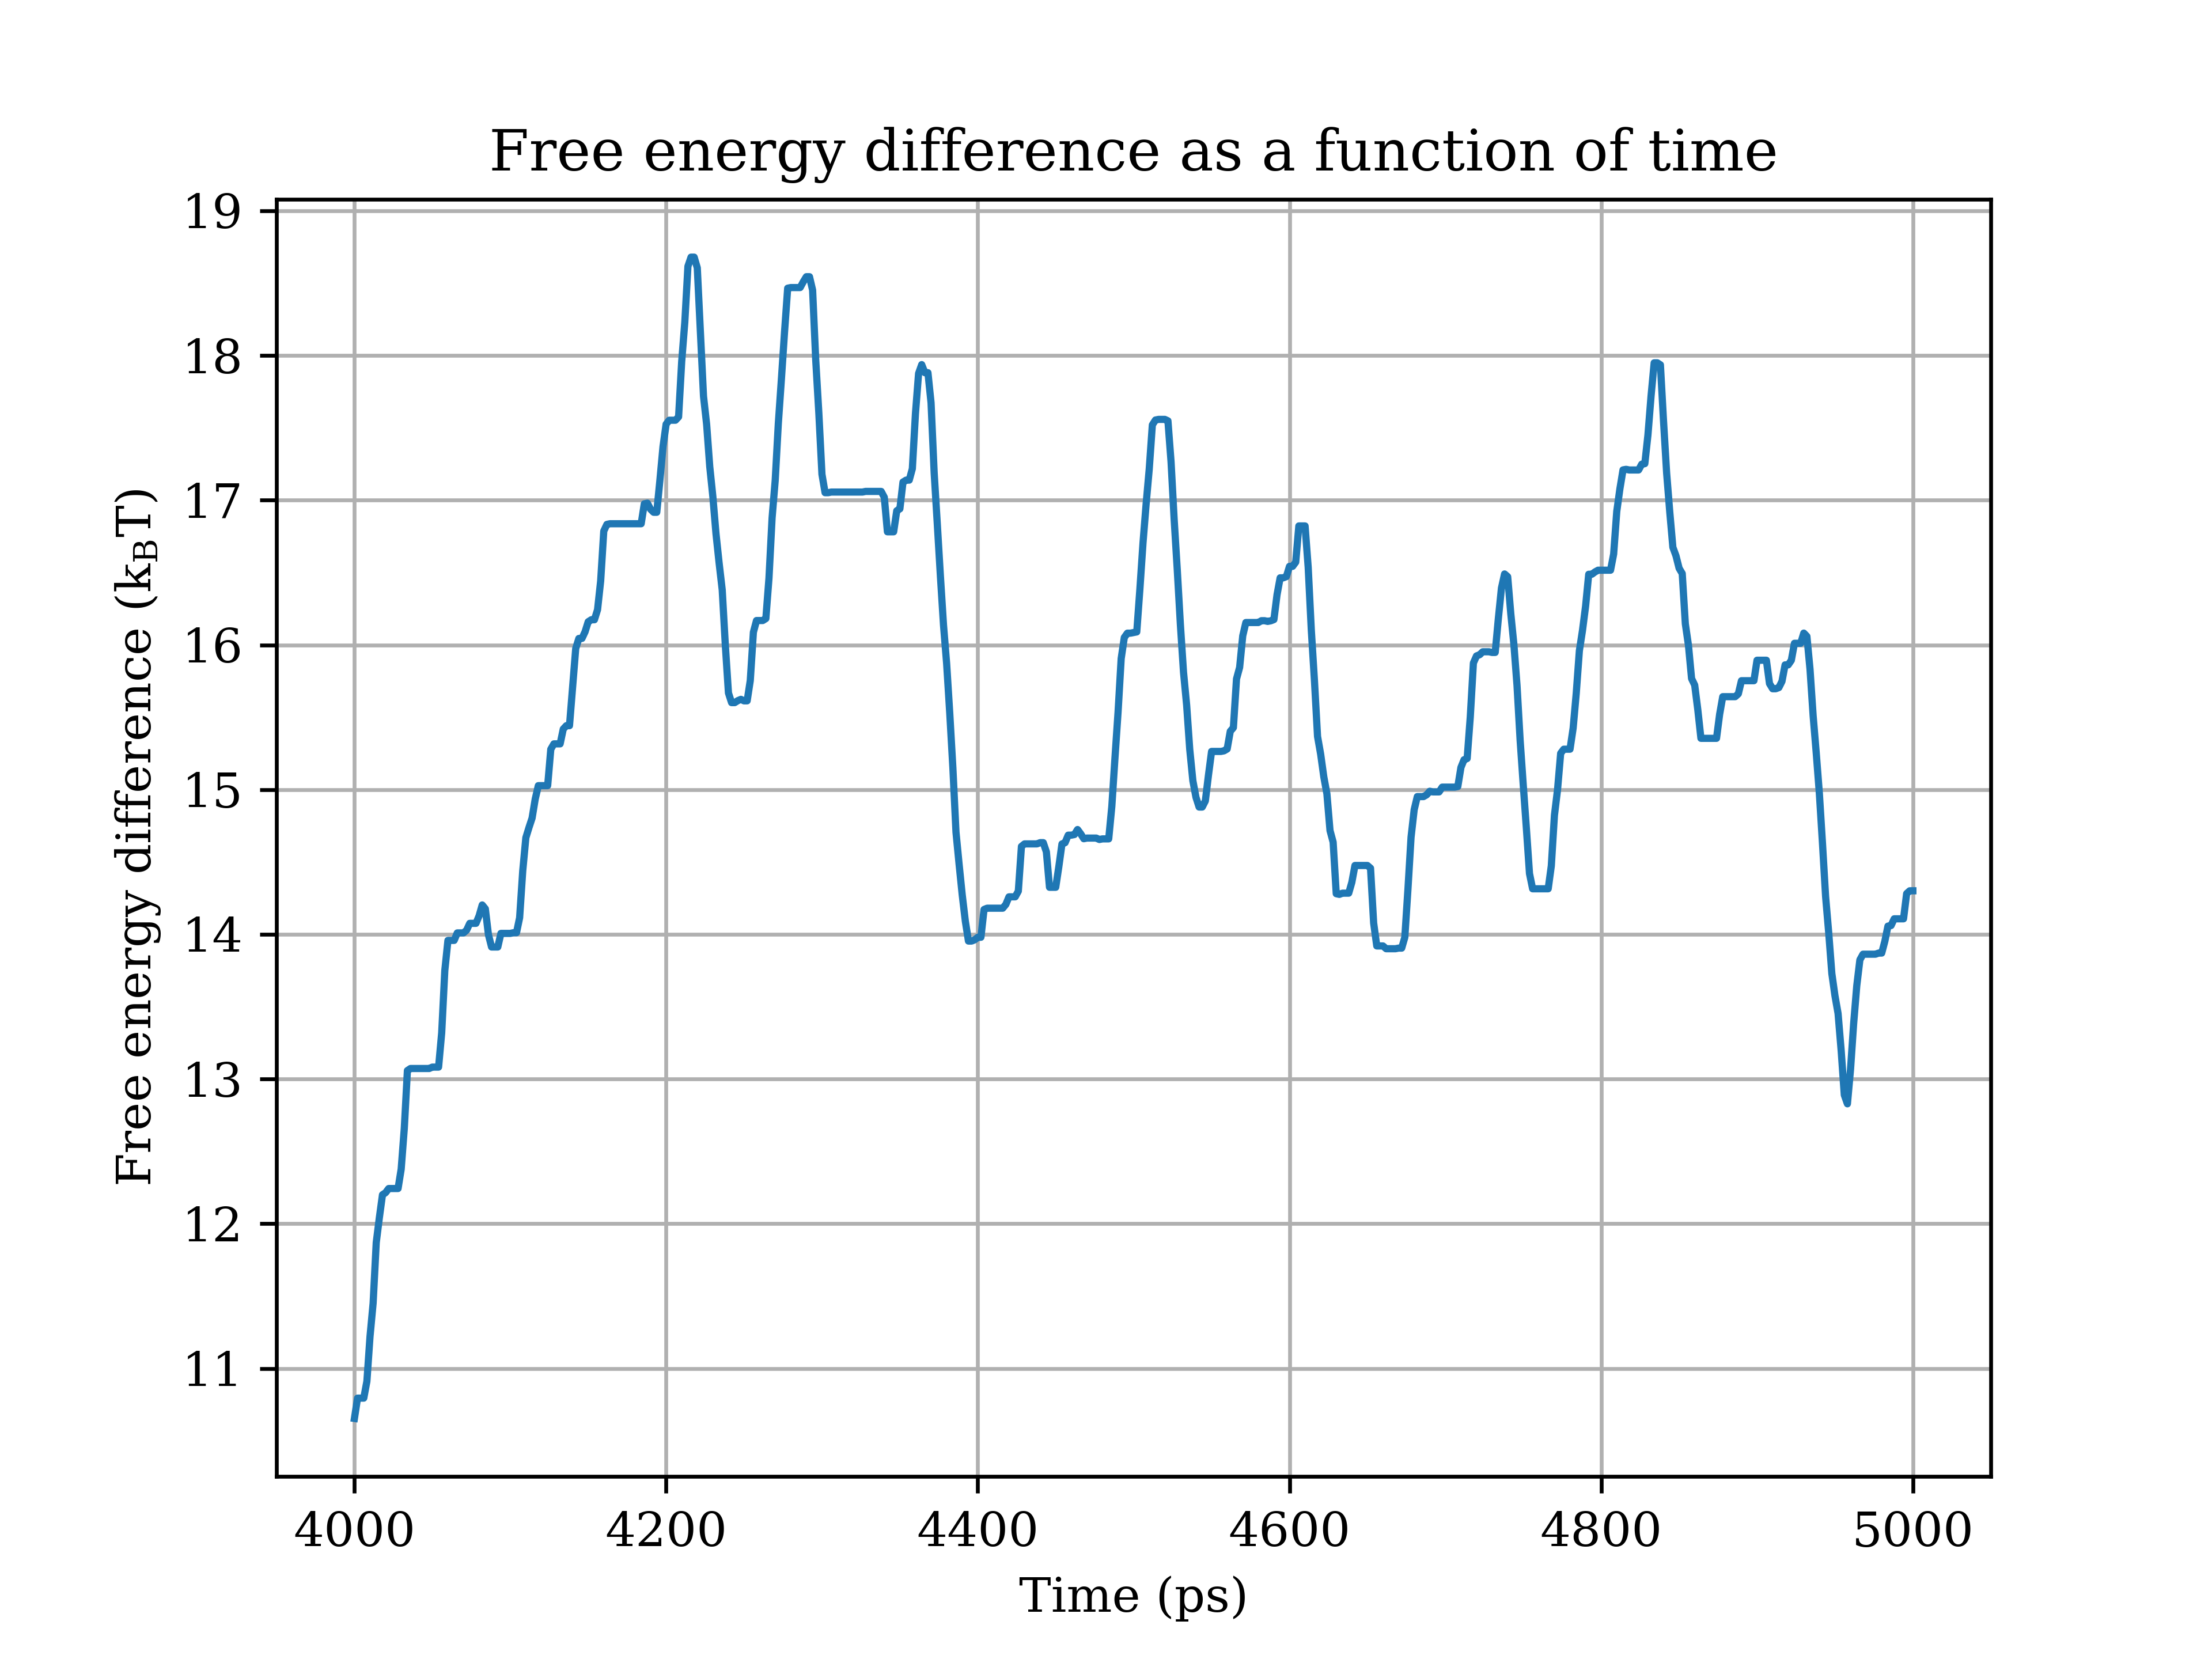 Free energy difference as a function of time
Free energy difference (k_BT)
19
18
17
16
15
14
13
12
11
4000 4200 4400 4600 4800 5000
Time (ps)